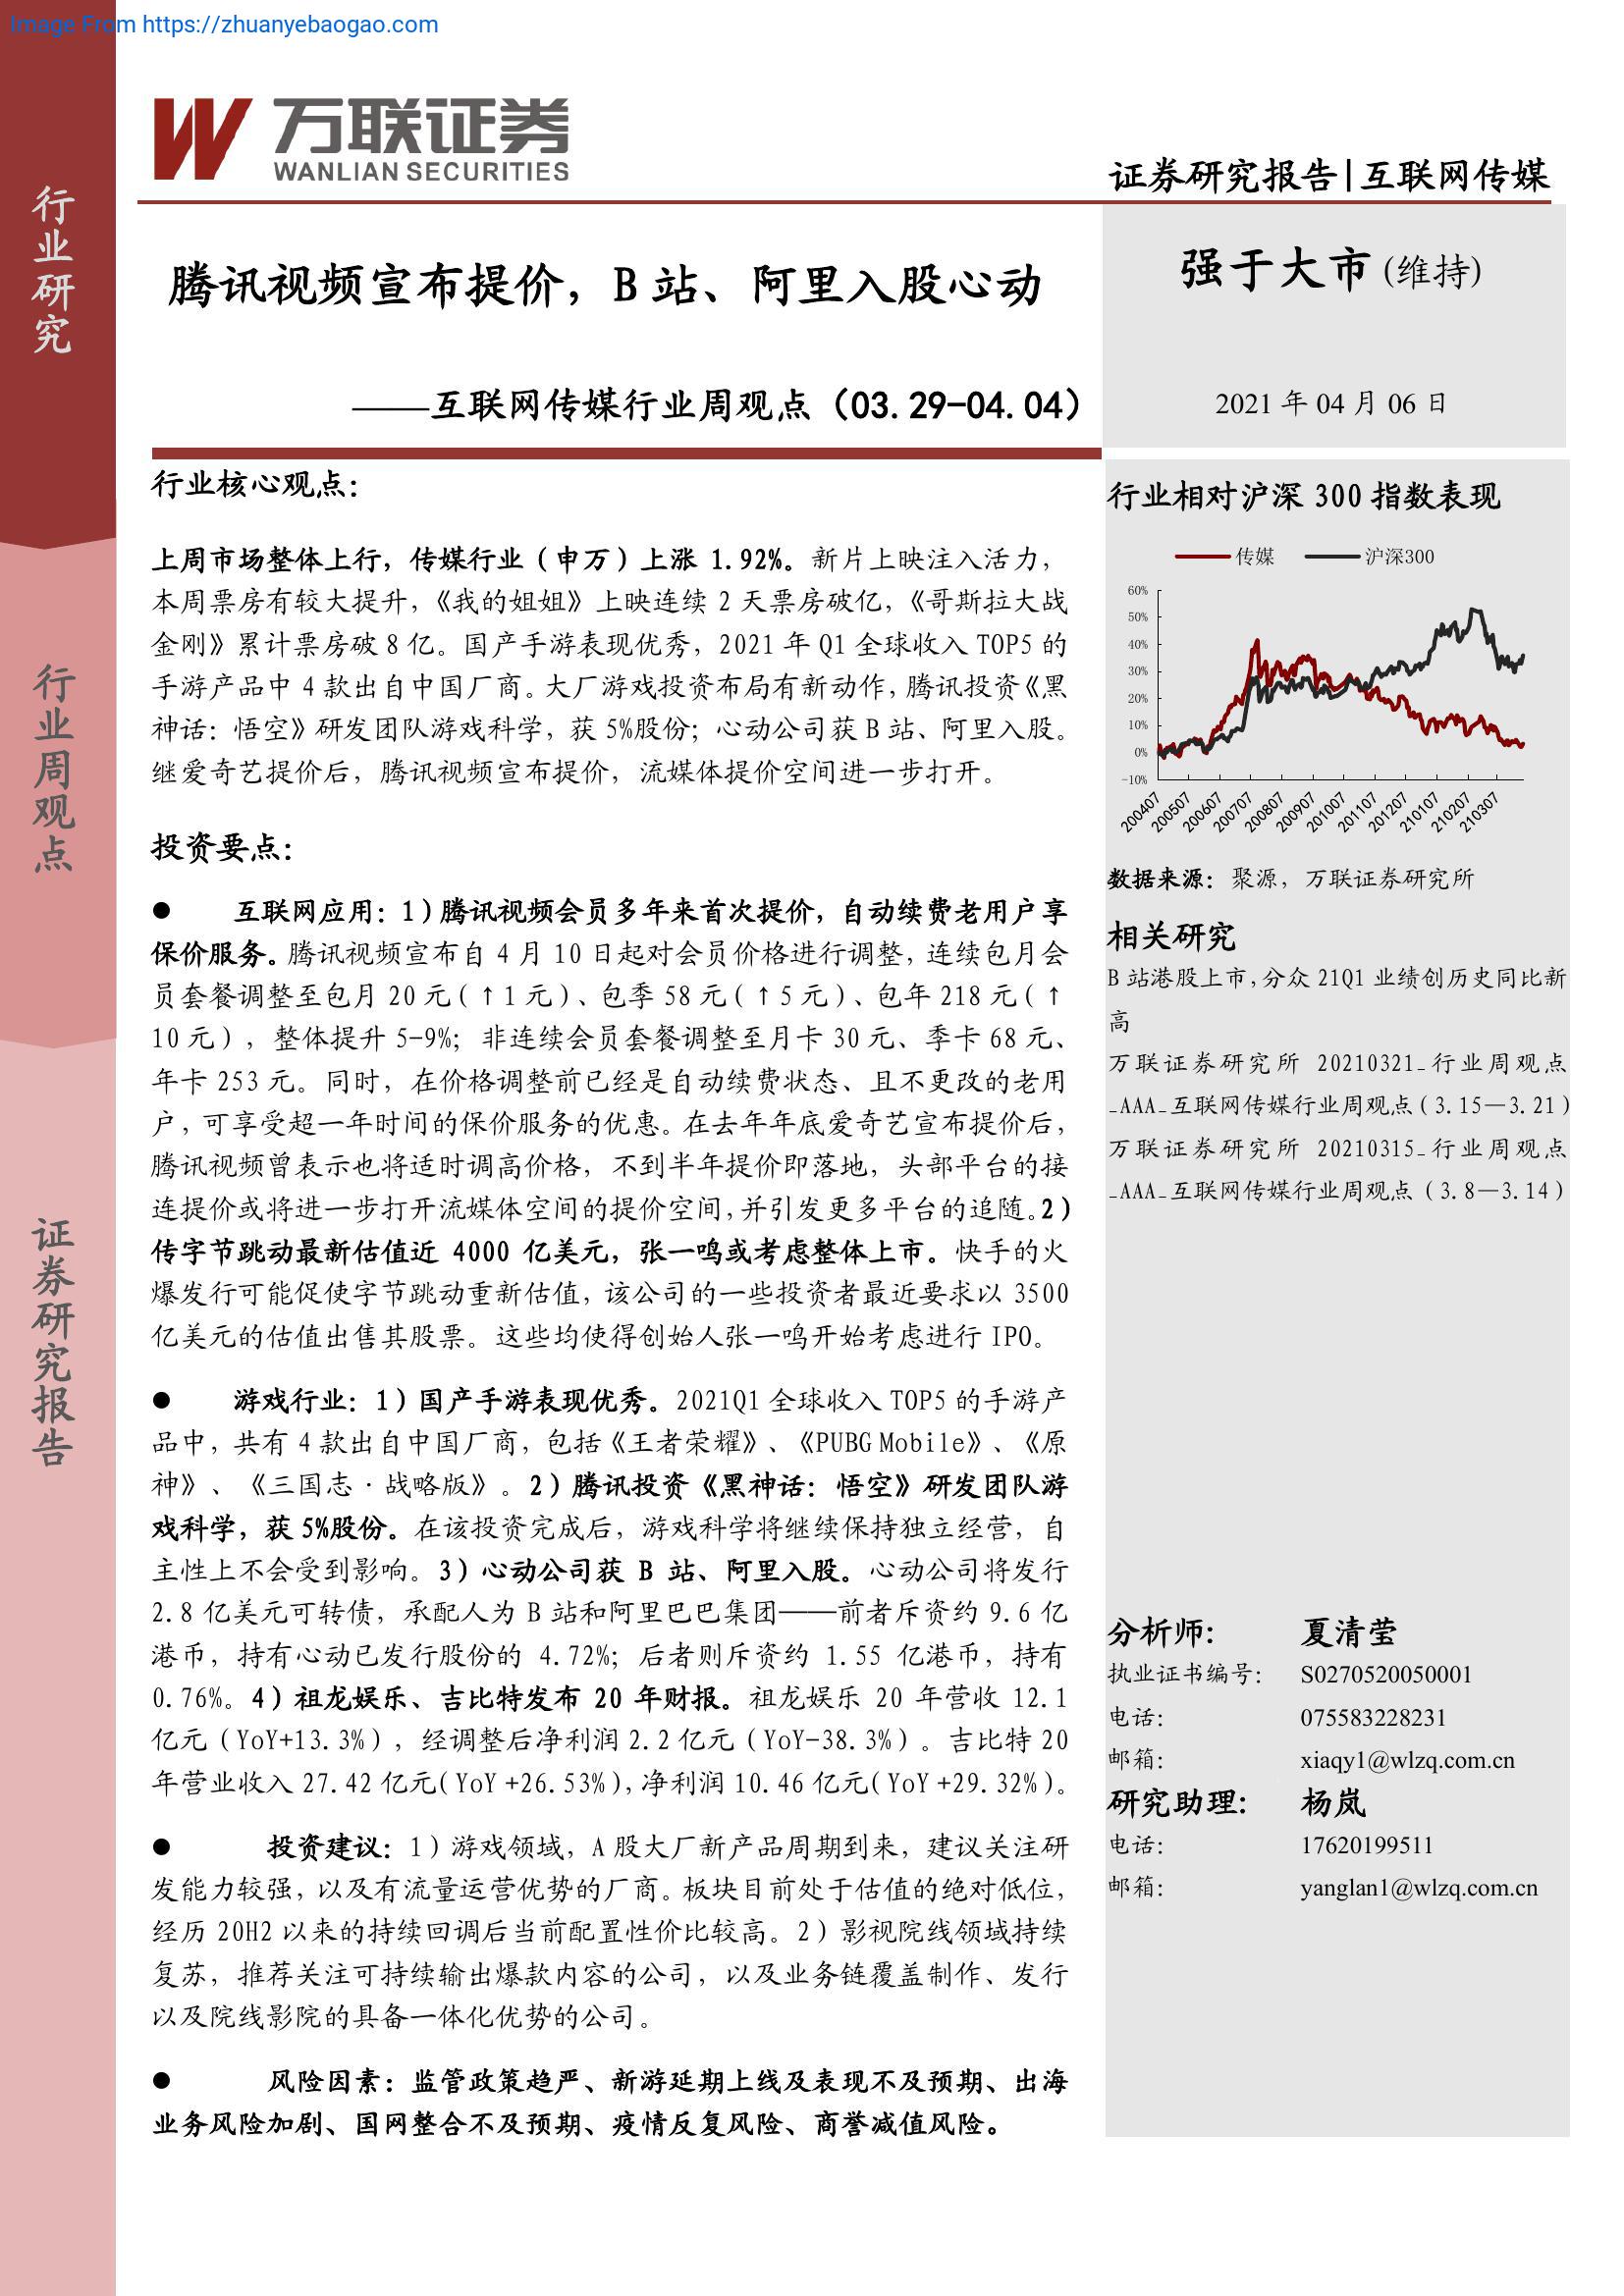 Image From https://zhuanyebaogao.com
万联证券
WANLIAN SECURITIES
证券研究报告|互联网传媒
行业研究
行业周观点
证券研究报告
腾讯视频宣布提价，B 站、阿里入股心动
——互联网传媒行业周观点（03.29-04.04）
强于大市(维持)
2021 年 04 月 06 日
行业核心观点：
上周市场整体上行，传媒行业（申万）上涨 1.92%。新片上映注入活力，
本周票房有较大提升，《我的姐姐》上映连续 2 天票房破亿，《哥斯拉大战
金刚》累计票房破 8 亿。国产手游表现优秀，2021 年 Q1 全球收入 TOP5 的
手游产品中 4 款出自中国厂商。大厂游戏投资布局有新动作，腾讯投资《黑
神话：悟空》研发团队游戏科学，获 5%股份；心动公司获 B 站、阿里入股。
继爱奇艺提价后，腾讯视频宣布提价，流媒体提价空间进一步打开。
投资要点：
● 互联网应用：1）腾讯视频会员多年来首次提价，自动续费老用户享
保价服务。腾讯视频宣布自 4 月 10 日起对会员价格进行调整，连续包月会
员套餐调整至包月 20 元（↑1 元）、包季 58 元（↑5 元）、包年 218 元（↑
10 元），整体提升 5-9%；非连续会员套餐调整至月卡 30 元、季卡 68 元、
年卡 253 元。同时，在价格调整前已经是自动续费状态、且不更改的老用
户，可享受超一年时间的保价服务的优惠。在去年年底爱奇艺宣布提价后，
腾讯视频曾表示也将适时调高价格，不到半年提价即落地，头部平台的接
连提价或将进一步打开流媒体空间的提价空间，并引发更多平台的追随。2）
传字节跳动最新估值近 4000 亿美元，张一鸣或考虑整体上市。快手的火
爆发行可能促使字节跳动重新估值，该公司的一些投资者最近要求以 3500
亿美元的估值出售其股票。这些均使得创始人张一鸣开始考虑进行 IPO。
● 游戏行业：1）国产手游表现优秀。2021Q1 全球收入 TOP5 的手游产
品中，共有 4 款出自中国厂商，包括《王者荣耀》、《PUBG Mobile》、《原
神》、《三国志·战略版》。2）腾讯投资《黑神话：悟空》研发团队游
戏科学，获 5%股份。在该投资完成后，游戏科学将继续保持独立经营，自
主性上不会受到影响。3）心动公司获 B 站、阿里入股。心动公司将发行
2.8 亿美元可转债，承配人为 B 站和阿里巴巴集团——前者斥资约 9.6 亿
港币，持有心动已发行股份的 4.72%；后者则斥资约 1.55 亿港币，持有
0.76%。4）祖龙娱乐、吉比特发布 20 年财报。祖龙娱乐 20 年营收 12.1
亿元（YoY+13.3%），经调整后净利润 2.2 亿元（YoY-38.3%）。吉比特 20
年营业收入 27.42 亿元（YoY +26.53%），净利润 10.46 亿元（YoY +29.32%）。
● 投资建议：1）游戏领域，A 股大厂新产品周期到来，建议关注研
发能力较强，以及有流量运营优势的厂商。板块目前处于估值的绝对低位，
经历 20H2 以来的持续回调后当前配置性价比较高。2）影视院线领域持续
复苏，推荐关注可持续输出爆款内容的公司，以及业务链覆盖制作、发行
以及院线影院的具备一体化优势的公司。
● 风险因素：监管政策趋严、新游延期上线及表现不及预期、出海
业务风险加剧、国网整合不及预期、疫情反复风险、商誉减值风险。
行业相对沪深 300 指数表现
传媒 沪深300
60%
50%
40%
30%
20%
10%
0%
-10%
200407 200507 200607 200707 200807 200907 201007 201107 201207 210107 210207 210307
数据来源：聚源，万联证券研究所
相关研究
B 站港股上市，分众 21Q1 业绩创历史同比新
高
万联证券研究所 20210321_行业周观点
_AAA_互联网传媒行业周观点（3.15—3.21）
万联证券研究所 20210315_行业周观点
_AAA_互联网传媒行业周观点（3.8—3.14）
分析师： 夏清莹
执业证书编号： S0270520050001
电话： 075583228231
邮箱： xiaqy1@wlzq.com.cn
研究助理： 杨岚
电话： 17620199511
邮箱： yanglan1@wlzq.com.cn